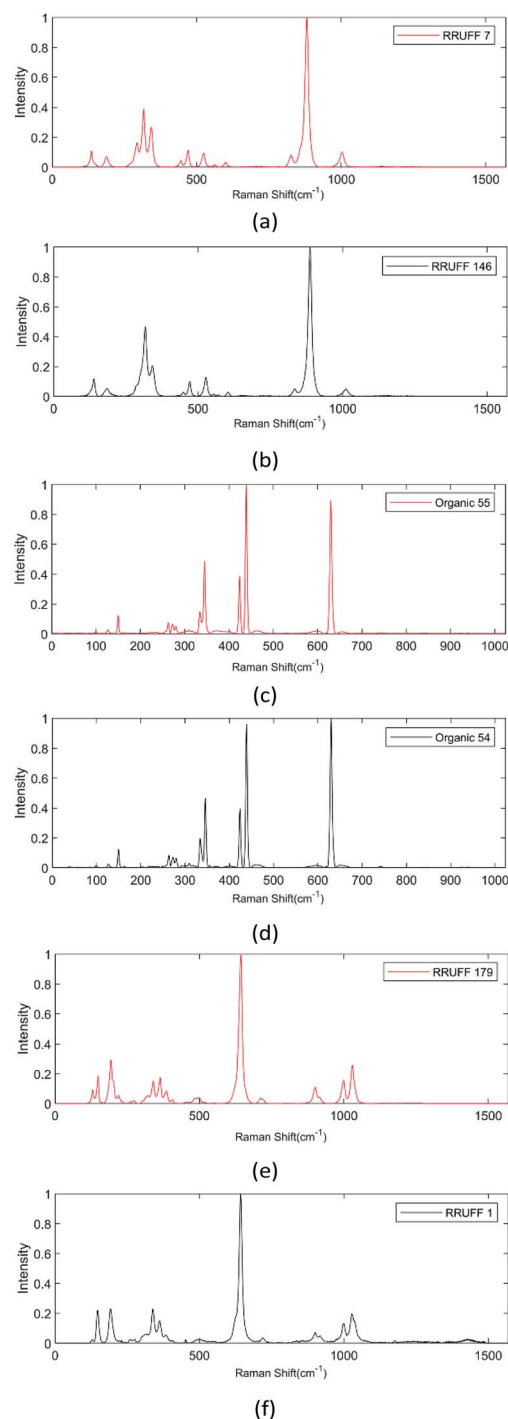 RRUFF 7
1
0.8
0.6
0.4
0.2
0
Intensity
0 500 1000 1500
Raman Shift(cm-1)
(a)
RRUFF 146
1
0.8
0.6
0.4
0.2
0
Intensity
0 500 1000 1500
Raman Shift(cm-1)
(b)
Organic 55
1
0.8
0.6
0.4
0.2
0
Intensity
0 100 200 300 400 500 600 700 800 900 1000
Raman Shift(cm-1)
(c)
Organic 54
1
0.8
0.6
0.4
0.2
0
Intensity
0 100 200 300 400 500 600 700 800 900 1000
Raman Shift(cm-1)
(d)
RRUFF 179
1
0.8
0.6
0.4
0.2
0
Intensity
0 500 1000 1500
Raman Shift(cm-1)
(e)
RRUFF 1
1
0.8
0.6
0.4
0.2
0
Intensity
0 500 1000 1500
Raman Shift(cm-1)
(f)